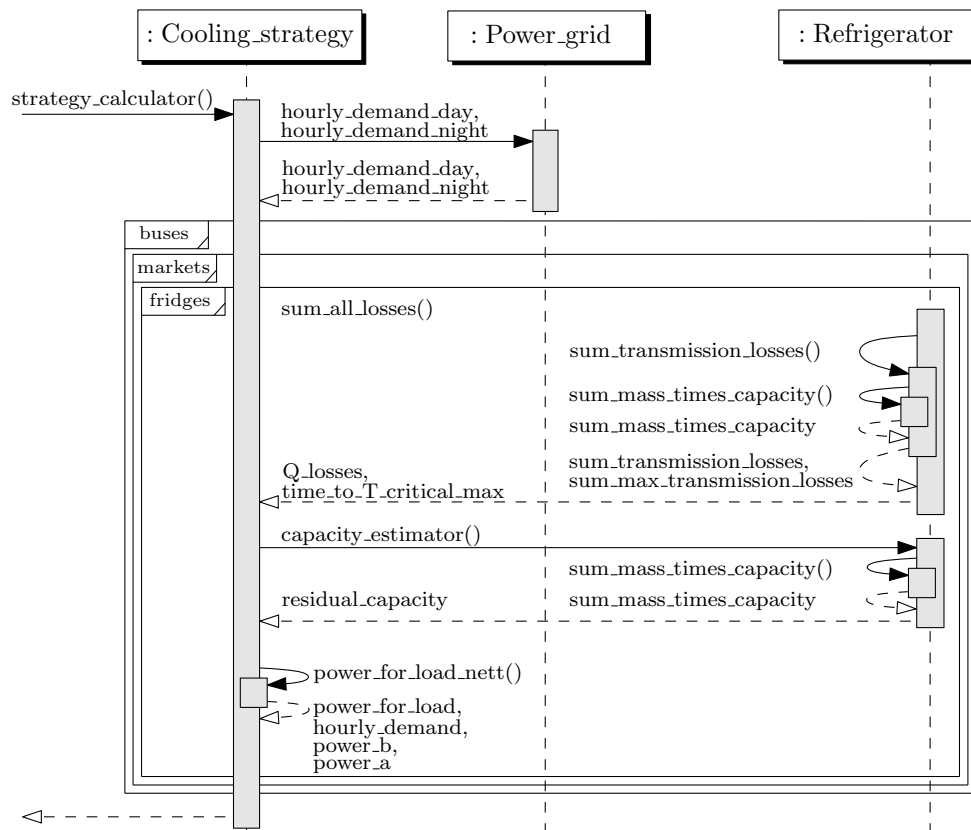 : Cooling_strategy
: Power_grid
: Refrigerator
strategy_calculator()
hourly_demand_day,
hourly_demand_night
hourly_demand_day,
hourly_demand_night
buses
markets
fridges
sum_all_losses()
sum_transmission_losses()
sum_mass_times_capacity()
sum_mass_times_capacity
sum_transmission_losses,
sum_max_transmission_losses
Q_losses,
time_to_T_critical_max
capacity_estimator()
sum_mass_times_capacity()
sum_mass_times_capacity
residual_capacity
power_for_load_nett()
power_for_load,
hourly_demand,
power_b,
power_a